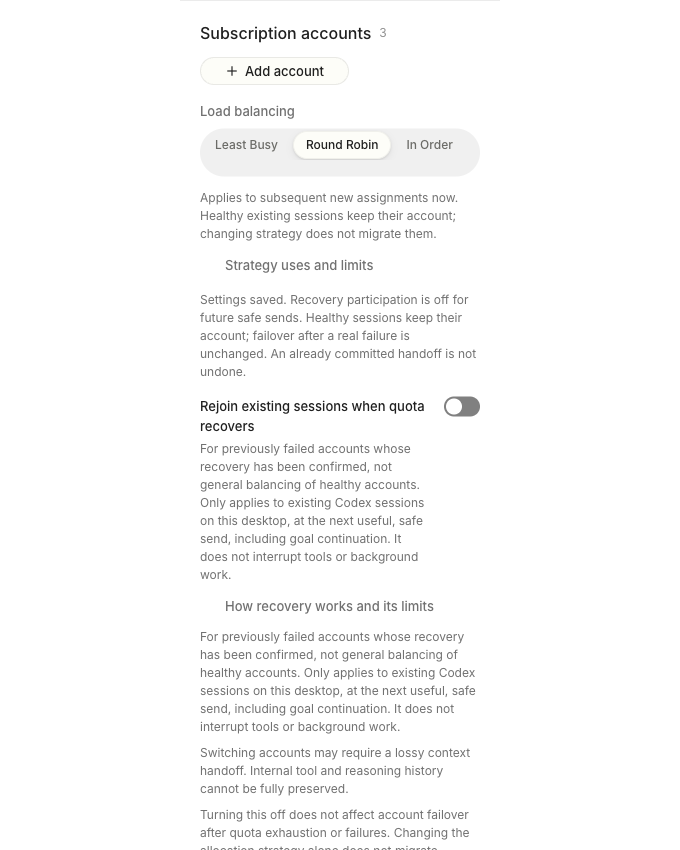 Subscription accounts 3
+ Add account
Load balancing
Least Busy Round Robin In Order
Applies to subsequent new assignments now.
Healthy existing sessions keep their account;
changing strategy does not migrate them.
Strategy uses and limits
Settings saved. Recovery participation is off for
future safe sends. Healthy sessions keep their
account; failover after a real failure is
unchanged. An already committed handoff is not
undone.
Rejoin existing sessions when quota
recovers
For previously failed accounts whose
recovery has been confirmed, not
general balancing of healthy accounts.
Only applies to existing Codex sessions
on this desktop, at the next useful, safe
send, including goal continuation. It
does not interrupt tools or background
work.
How recovery works and its limits
For previously failed accounts whose recovery
has been confirmed, not general balancing of
healthy accounts. Only applies to existing Codex
sessions on this desktop, at the next useful, safe
send, including goal continuation. It does not
interrupt tools or background work.
Switching accounts may require a lossy context
handoff. Internal tool and reasoning history
cannot be fully preserved.
Turning this off does not affect account failover
after quota exhaustion or failures. Changing the
allocation strategy alone does not migrate